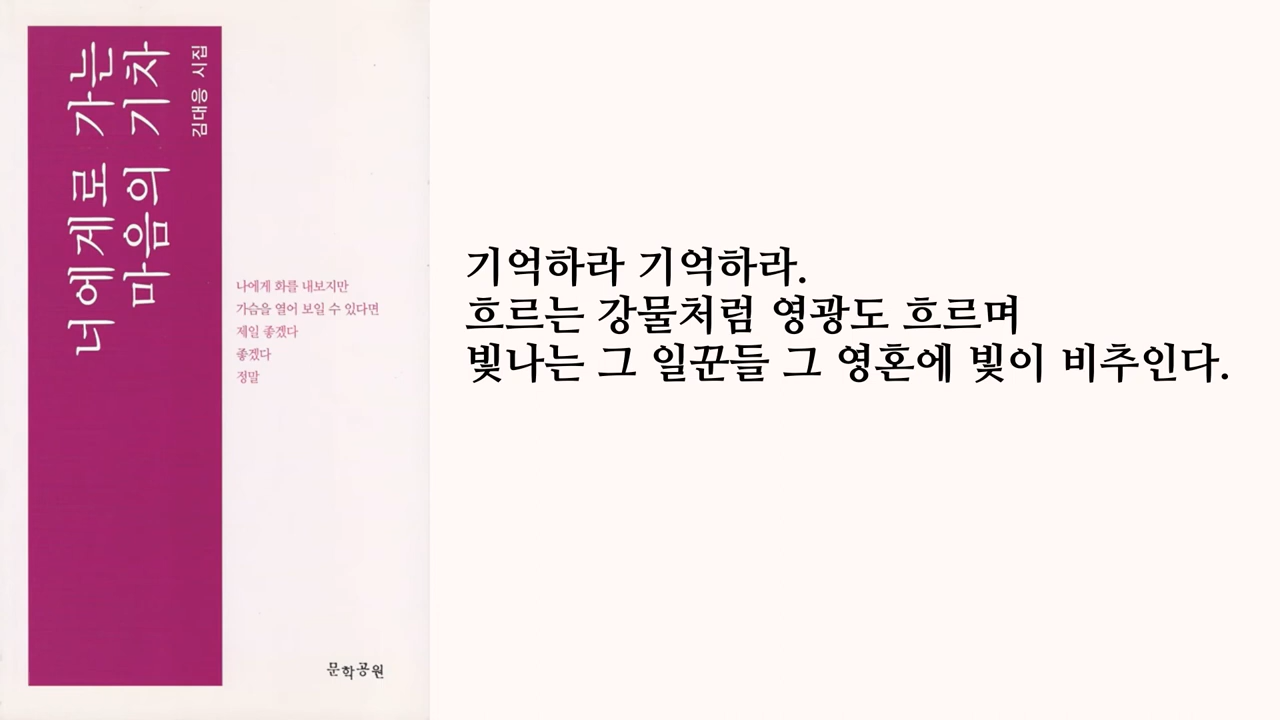 너에게로 가는
마음의 기차
김대응 시집
나에게 화를 내보지만
가슴을 열어 보일 수 있다면
제일 좋겠다
좋겠다
정말
문학공원
기억하라 기억하라.
흐르는 강물처럼 영광도 흐르며
빛나는 그 일꾼들 그 영혼에 빛이 비추인다.